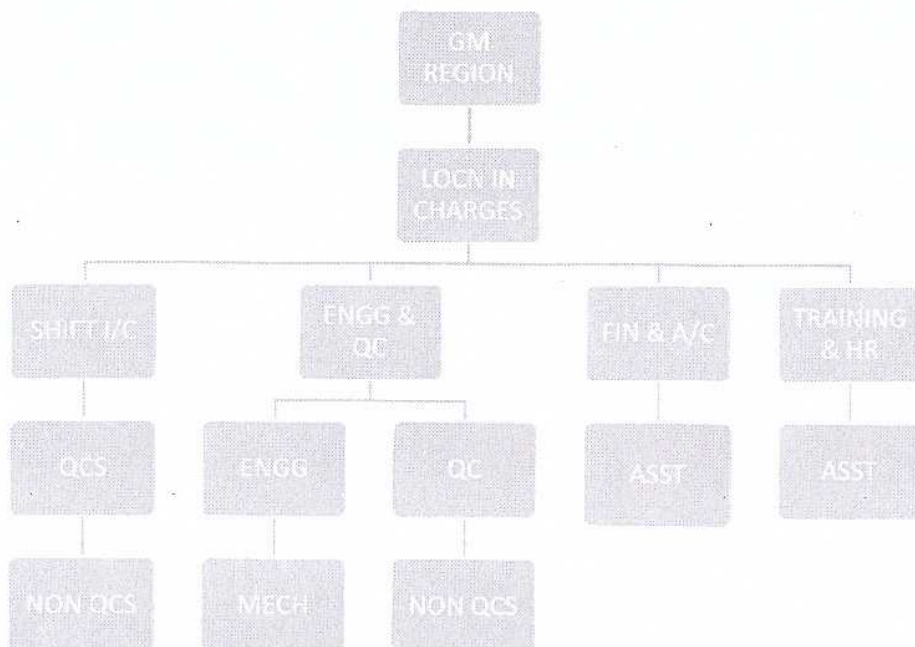 GM
REGION
LOCN IN
CHARGES
SHIFT I/C
ENGG &
QC
FIN & A/C
TRAINING
& HR
QCS
ENGG
QC
ASST
ASST
NON QCS
MECH
NON QCS